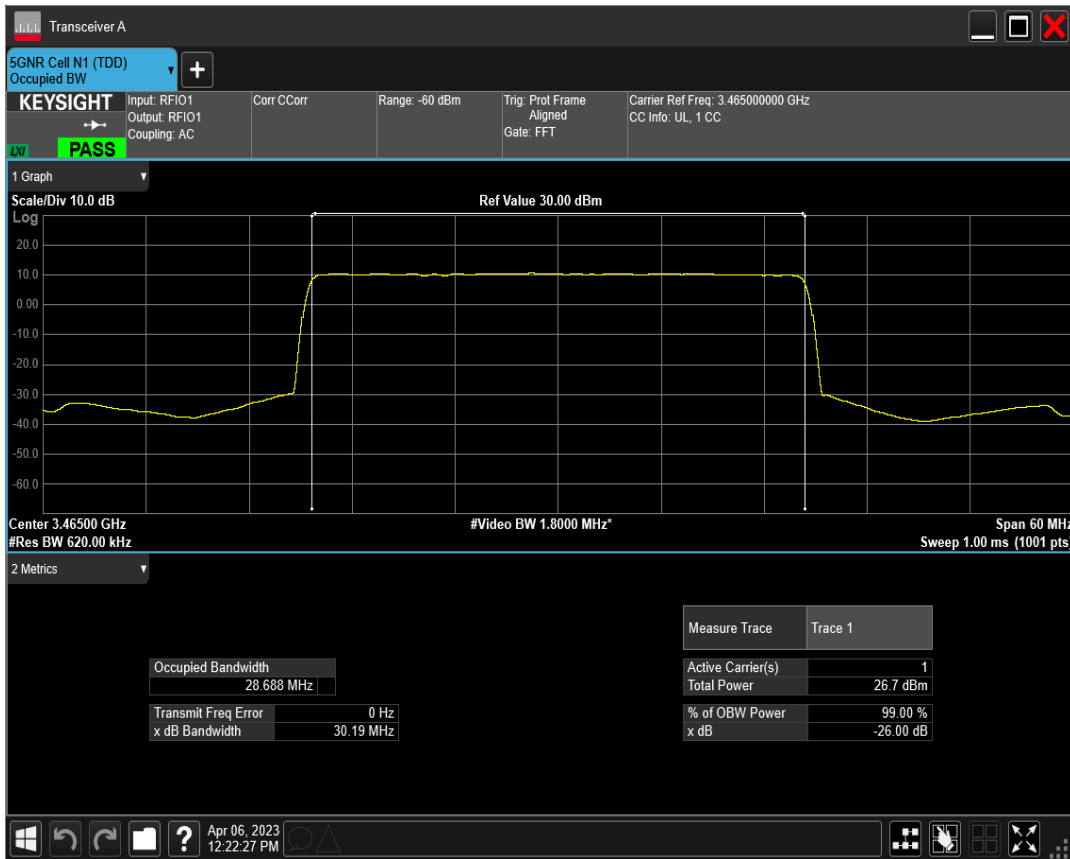 Transceiver A
5GNR Cell N1 (TDD)
Occupied BW
+
KEYSIGHT
LXI
PASS
Input: RFIO1
Output: RFIO1
Coupling: AC
Corr CCorr
Range: -60 dBm
Trig: Prot Frame
Aligned
Gate: FFT
Carrier Ref Freq: 3.465000000 GHz
CC Info: UL, 1 CC
1 Graph
Scale/Div 10.0 dB
Ref Value 30.00 dBm
Log
20.0
10.0
0.00
-10.0
-20.0
-30.0
-40.0
-50.0
-60.0
Center 3.46500 GHz
#Video BW 1.8000 MHz*
Span 60 MHz
#Res BW 620.00 kHz
Sweep 1.00 ms (1001 pts)
2 Metrics
Measure Trace Trace 1
Occupied Bandwidth
28.688 MHz
Active Carrier(s) 1
Total Power 26.7 dBm
Transmit Freq Error 0 Hz
x dB Bandwidth 30.19 MHz
% of OBW Power 99.00 %
x dB -26.00 dB
?
Apr 06, 2023
12:22:27 PM